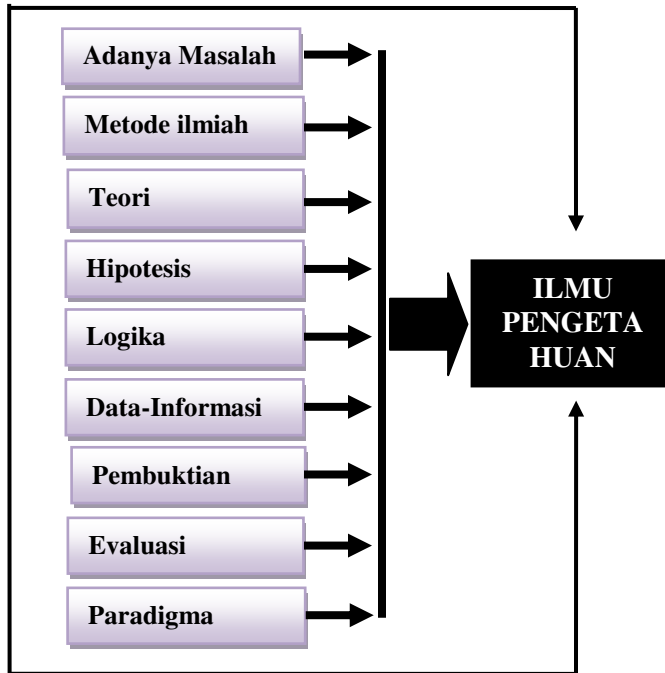 Adanya Masalah
Metode ilmiah
Teori
Hipotesis
Logika
Data-Informasi
Pembuktian
Evaluasi
Paradigma
ILMU
PENGETA
HUAN